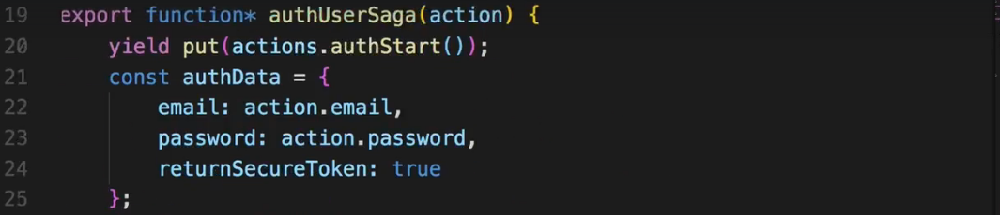 19 export function* authUserSaga(action) {
20     yield put(actions.authStart());
21     const authData = {
22         email: action.email,
23         password: action.password,
24         returnSecureToken: true
25     };